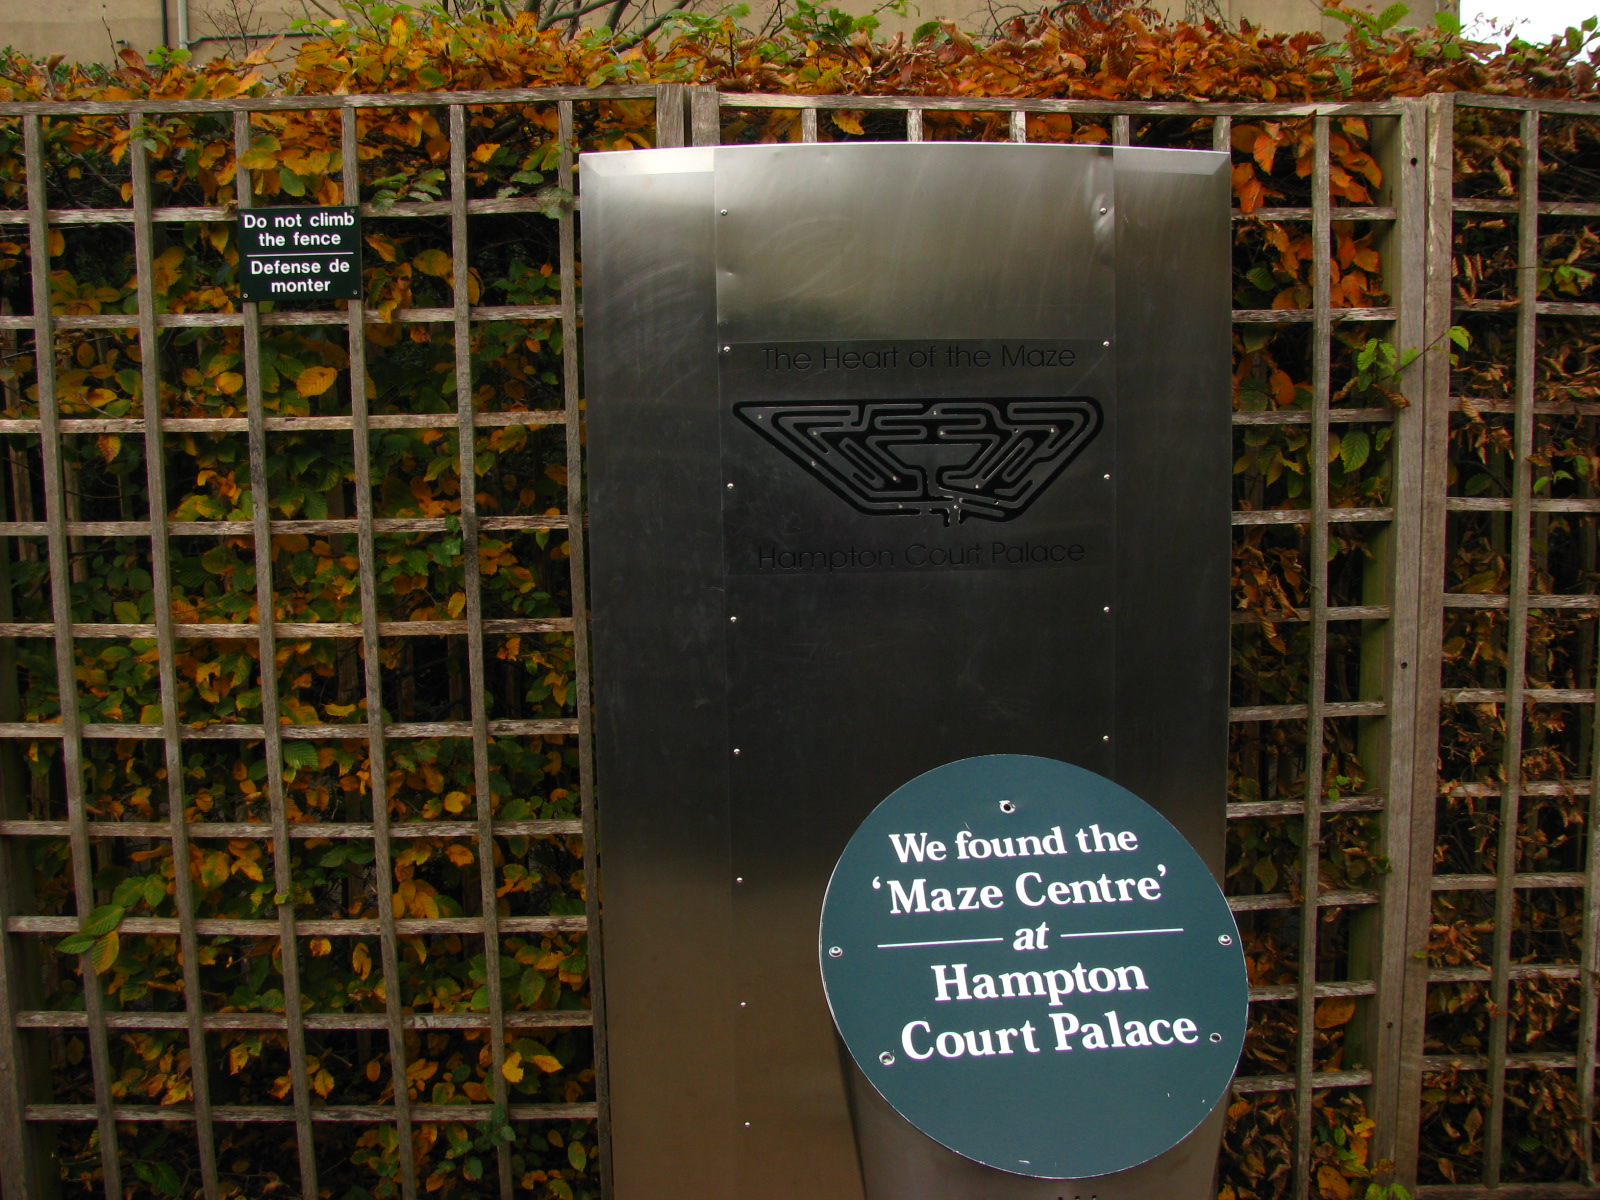 Do not climb
the fence
Defense de
monter
The Heart of the Maze
Hampton Court Palace
We found the
‘Maze Centre’
at
Hampton
Court Palace